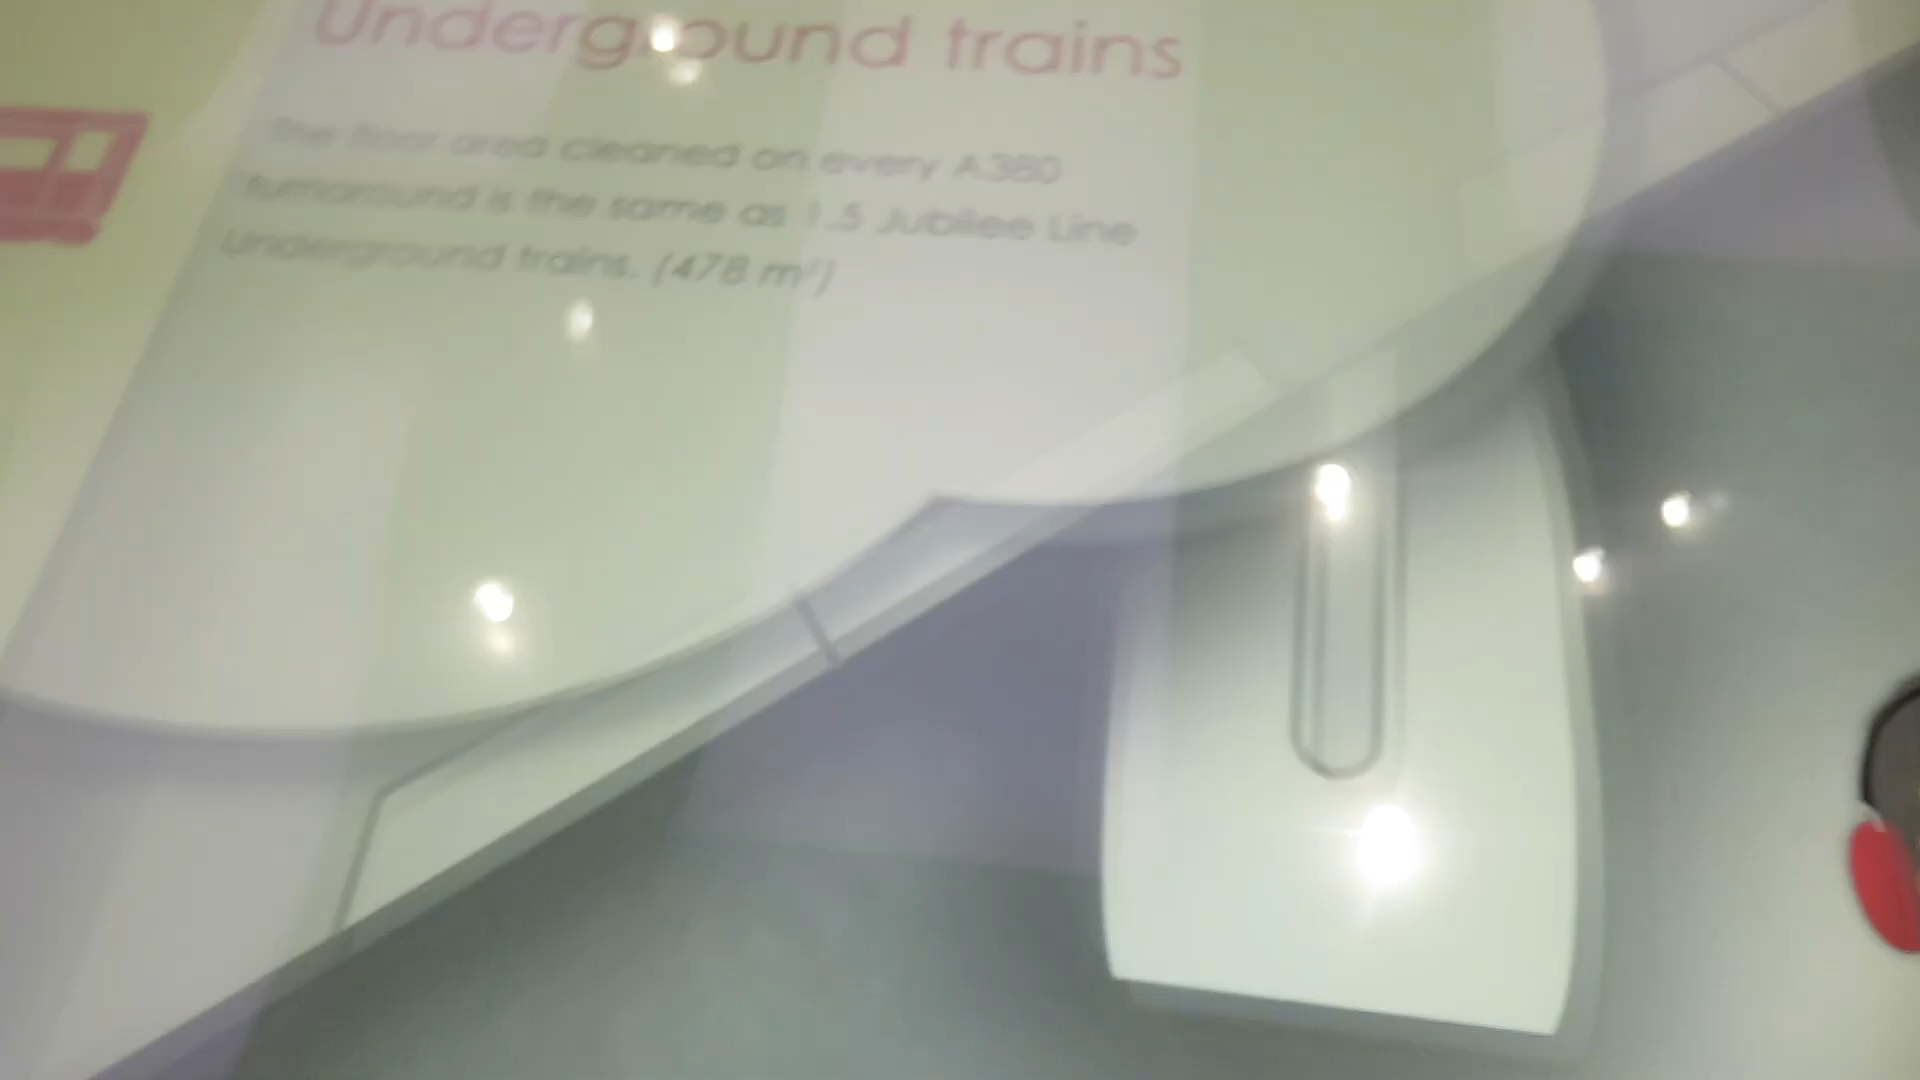 Underground trains
The floor area cleaned on every A380
turnaround is the same as 1.5 Jubilee Line
Underground trains. (478 m²)